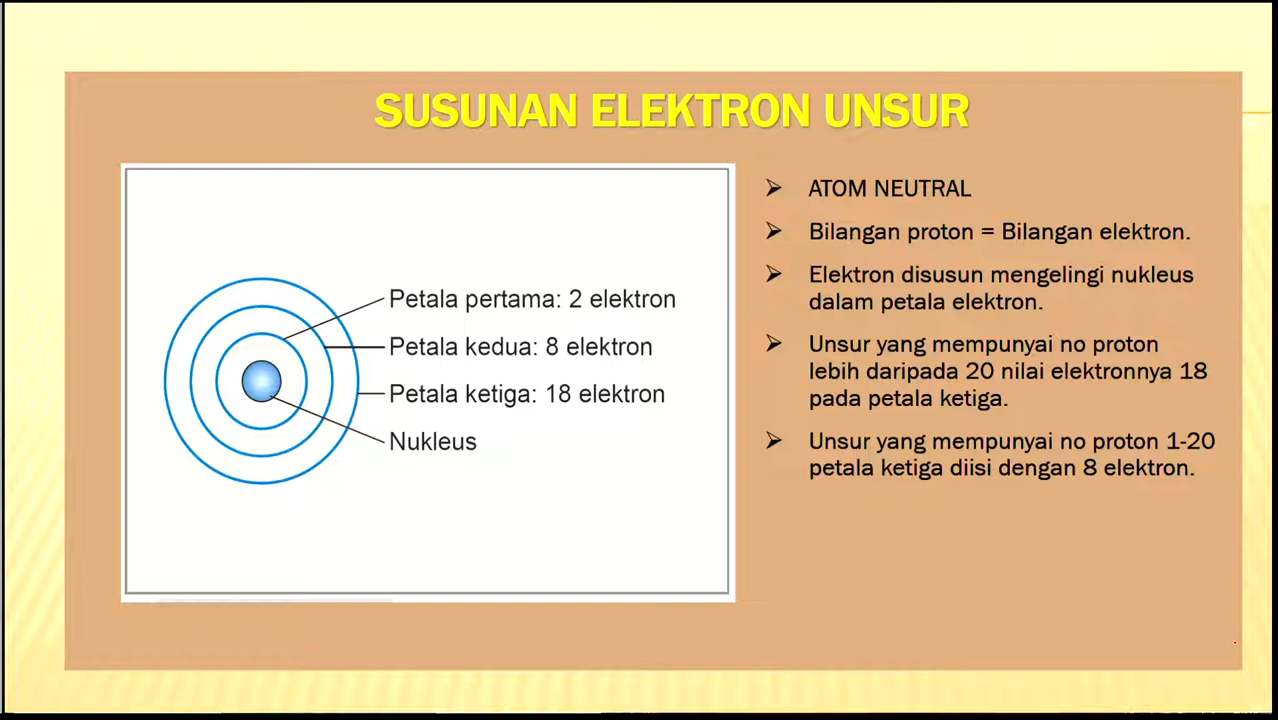 SUSUNAN ELEKTRON UNSUR
Petala pertama: 2 elektron
Petala kedua: 8 elektron
Petala ketiga: 18 elektron
Nukleus
ATOM NEUTRAL
Bilangan proton = Bilangan elektron.
Elektron disusun mengelingi nukleus
dalam petala elektron.
Unsur yang mempunyai no proton
lebih daripada 20 nilai elektronnya 18
pada petala ketiga.
Unsur yang mempunyai no proton 1-20
petala ketiga diisi dengan 8 elektron.